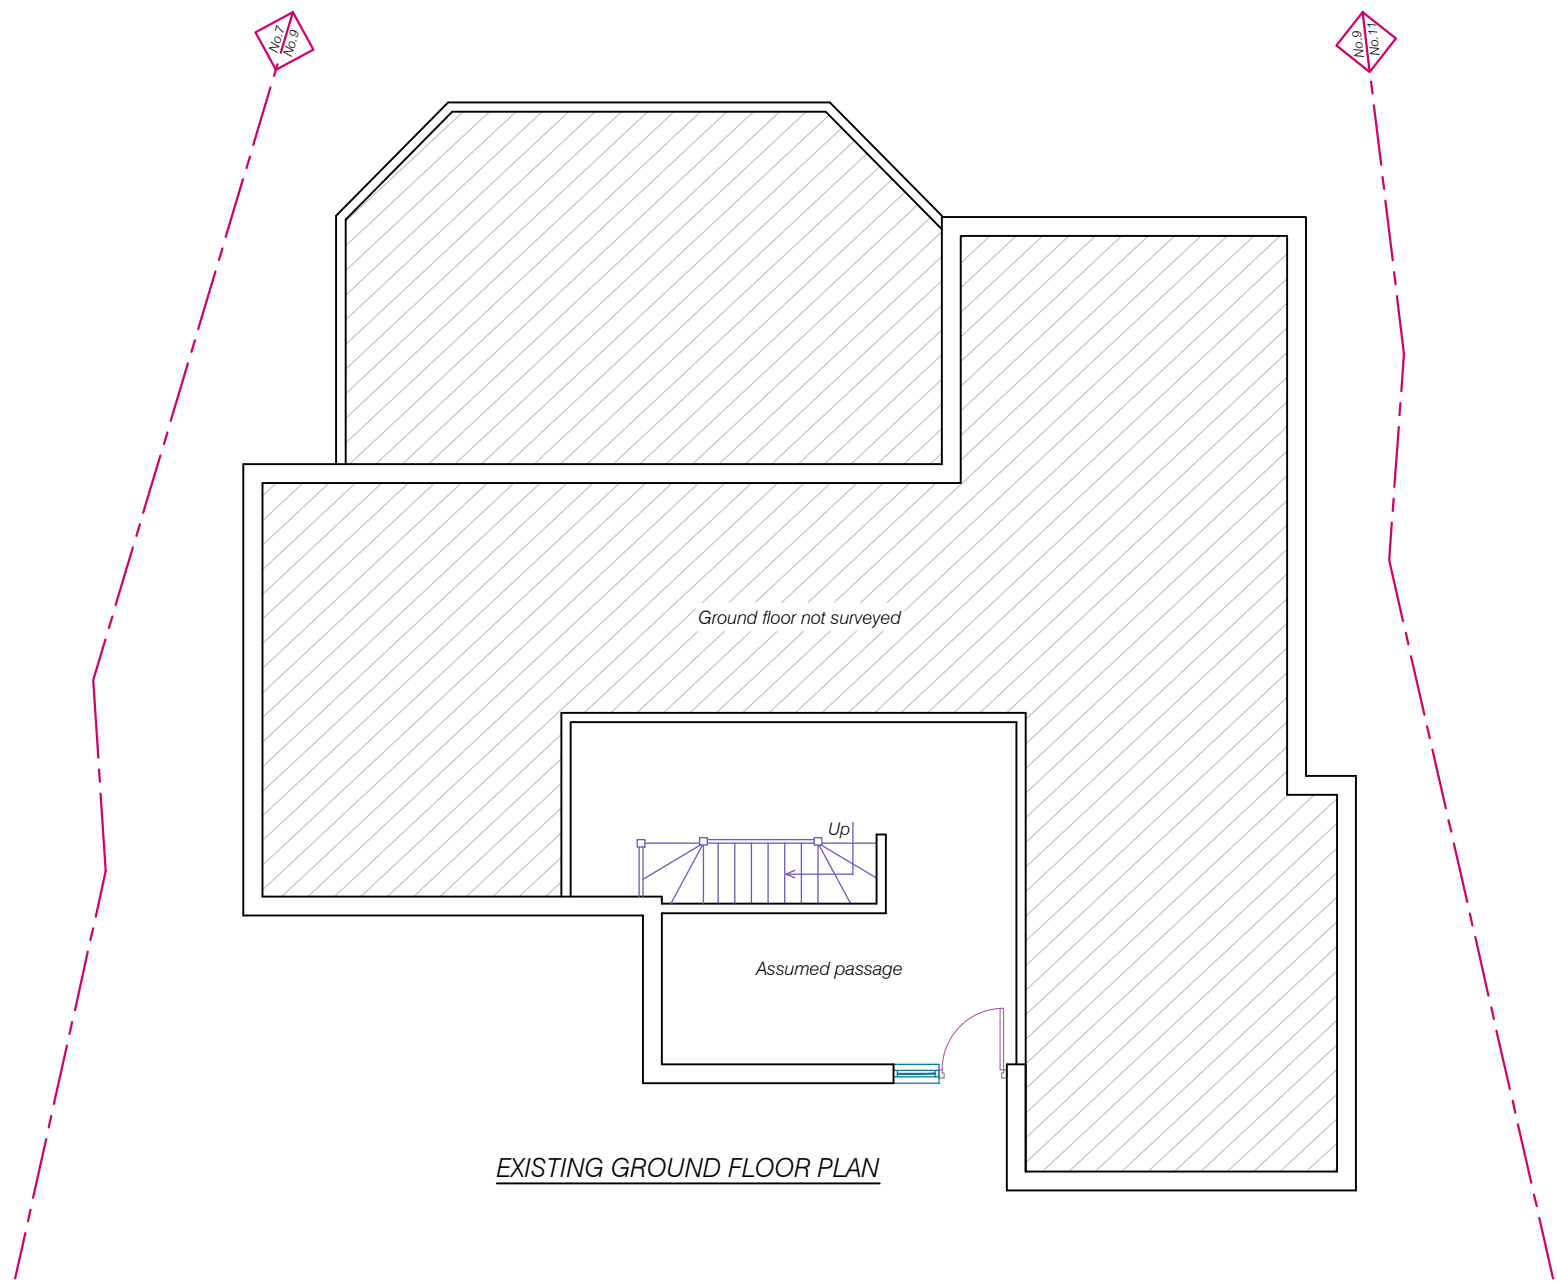 No.7
No.9
No.9
No.11
Ground floor not surveyed
Up
Assumed passage
EXISTING GROUND FLOOR PLAN